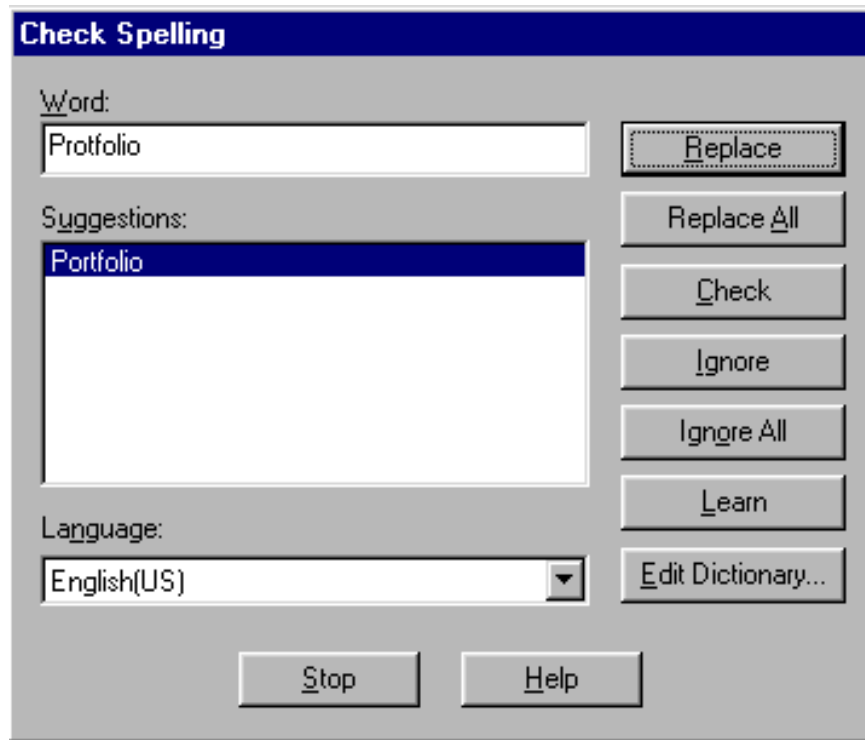 Check Spelling
Word:
Protfolio
Replace
Suggestions:
Replace All
Portfolio
Check
Ignore
Ignore All
Learn
Language:
English(US)
Edit Dictionary...
Stop
Help